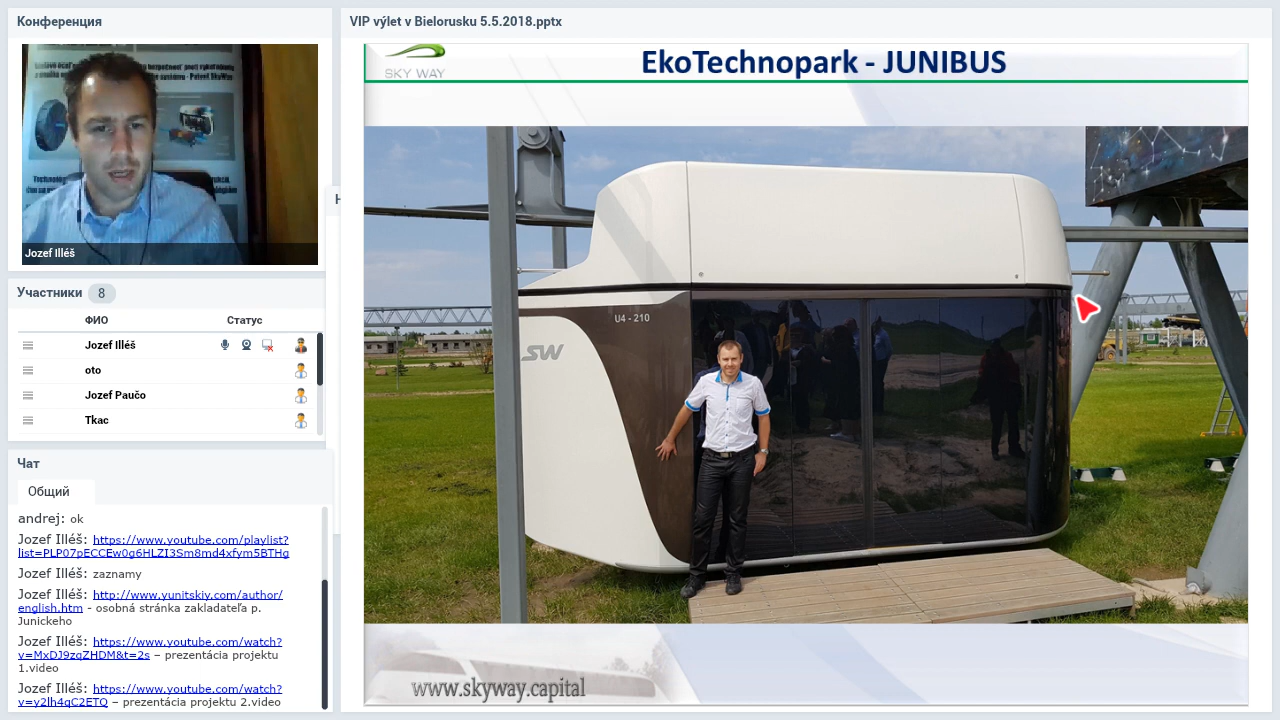 Конференция
Jozef Illéš
Участники 8
ФИО Статус
Jozef Illéš
oto
Jozef Paučo
Tkac
Чат
Общий
andrej: ok
Jozef Illéš: https://www.youtube.com/playlist?
list=PLP07pECCEw0g6HLZI3Sm8md4xfym5BTHg
Jozef Illéš: zaznamy
Jozef Illéš: http://www.yunitskiy.com/author/
english.htm - osobná stránka zakladateľa p.
Junickeho
Jozef Illéš: https://www.youtube.com/watch?
v=MxDJ9zqZHDM&t=2s – prezentácia projektu
1.video
Jozef Illéš: https://www.youtube.com/watch?
v=y2lh4qC2ETQ – prezentácia projektu 2.video
VIP výlet v Bielorusku 5.5.2018.pptx
SKY WAY
EkoTechnopark - JUNIBUS
U4 - 210
SW
www.skyway.capital